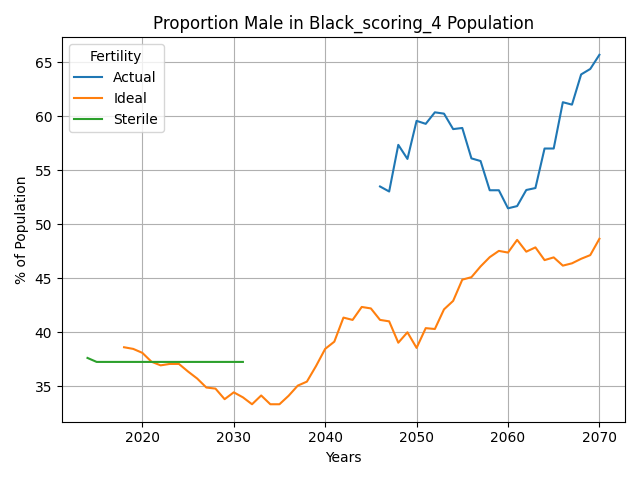 Proportion Male in Black_scoring_4 Population
Fertility
Actual
Ideal
Sterile
% of Population
65
60
55
50
45
40
35
2020 2030 2040 2050 2060 2070
Years